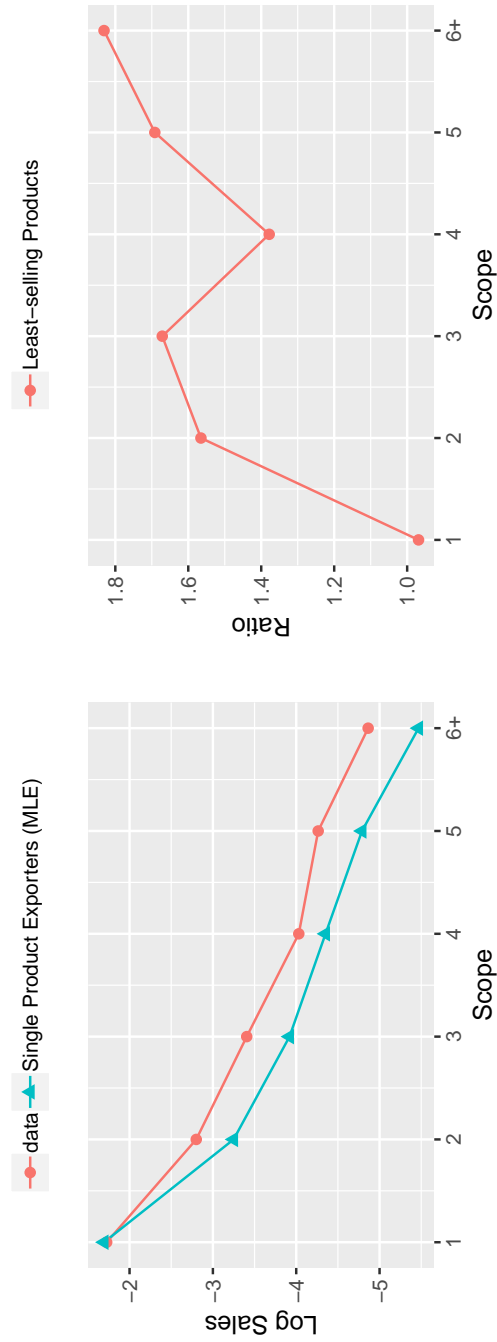 data Single Product Exporters (MLE)
Log Sales
−2
−3
−4
−5
1 2 3 4 5 6+
Scope
Least−selling Products
Ratio
1.8
1.6
1.4
1.2
1.0
1 2 3 4 5 6+
Scope